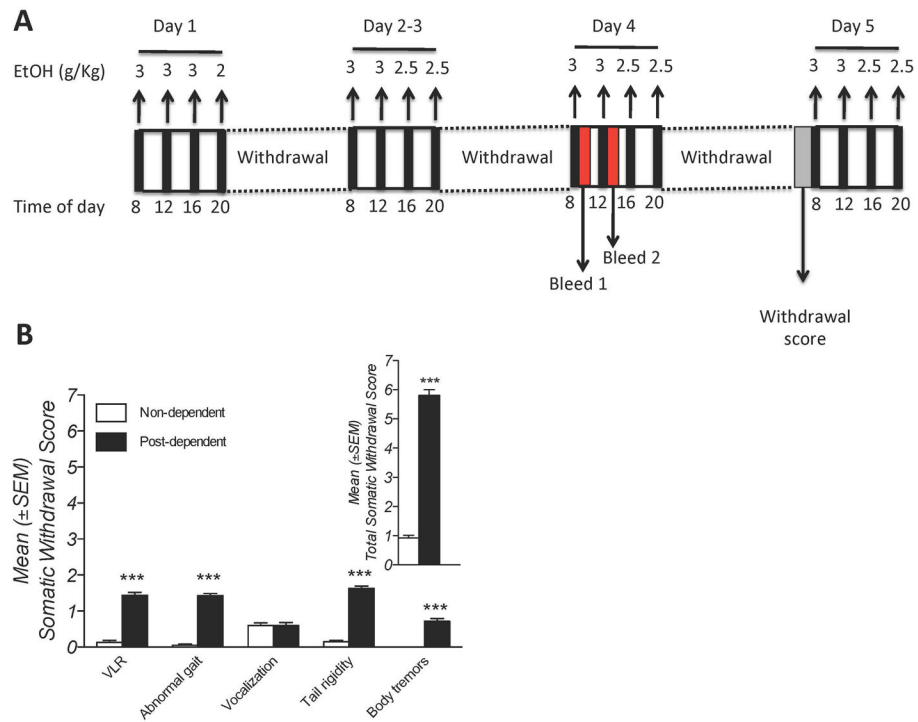 A
Day 1 Day 2-3 Day 4 Day 5
EtOH (g/Kg) 3 3 3 2 3 3 2.5 2.5 3 3 2.5 2.5 3 3 2.5 2.5
Withdrawal Withdrawal Withdrawal
Time of day 8 12 16 20 8 12 16 20 8 12 16 20 8 12 16 20
Bleed 2
Bleed 1
Withdrawal
score
B
Mean (±SEM)
Somatic Withdrawal Score
7
6
5
4
3
2
1
0
Non-dependent
Post-dependent
*** *** *** ***
VLR
Abnormal gait
Vocalization
Tail rigidity
Body tremors
Mean (±SEM)
Total Somatic Withdrawal Score
7
6
5
4
3
2
1
0
***